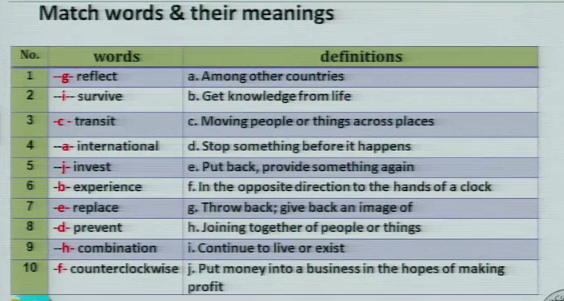 Match words & their meanings
No. words definitions
1 --g- reflect a. Among other countries
2 --i-- survive b. Get knowledge from life
3 -c - transit c. Moving people or things across places
4 --a- international d. Stop something before it happens
5 --j- invest e. Put back, provide something again
6 -b- experience f. In the opposite direction to the hands of a clock
7 -e- replace g. Throw back; give back an image of
8 -d- prevent h. Joining together of people or things
9 --h- combination i. Continue to live or exist
10 -f- counterclockwise j. Put money into a business in the hopes of making
profit